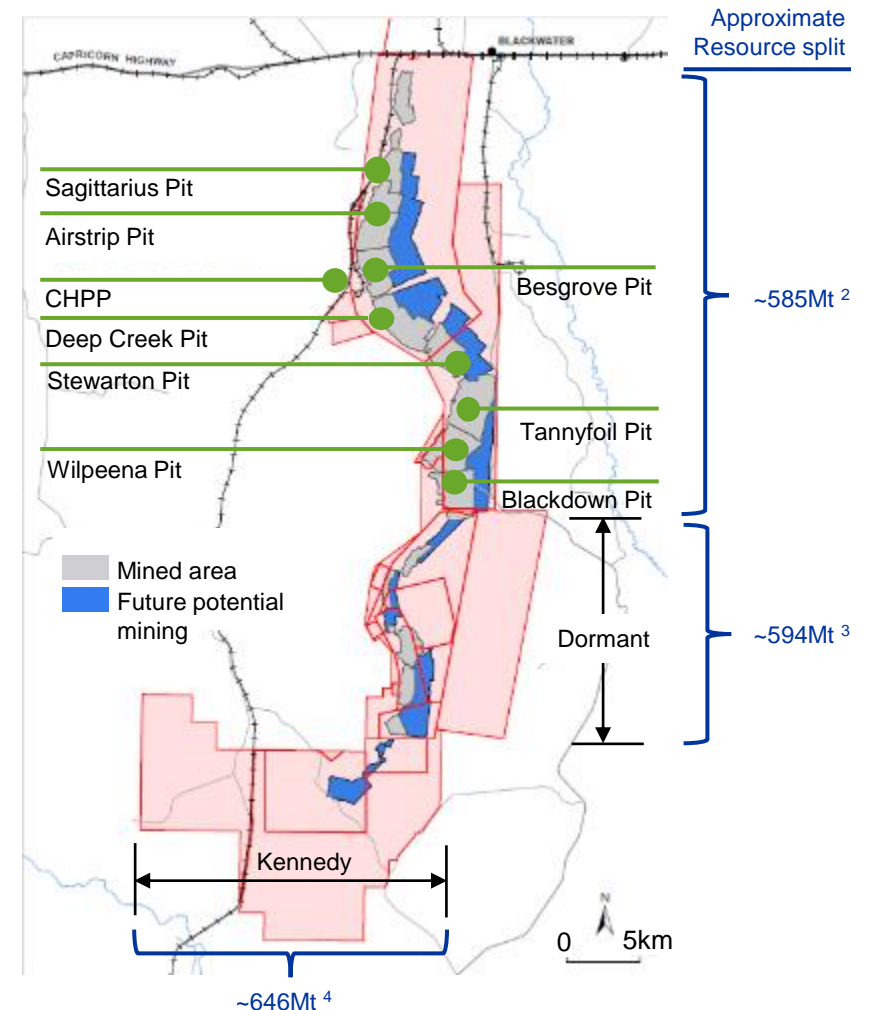 Approximate
Resource split
BLACKWATER
CAPRICORN HIGHWAY
Sagittarius Pit
Airstrip Pit
CHPP
Besgrove Pit
~585Mt 2
Deep Creek Pit
Stewarton Pit
Tannyfoil Pit
Wilpeena Pit
Blackdown Pit
Mined area
Future potential
mining
Dormant
~594Mt 3
Kennedy
N
0 5km
~646Mt 4